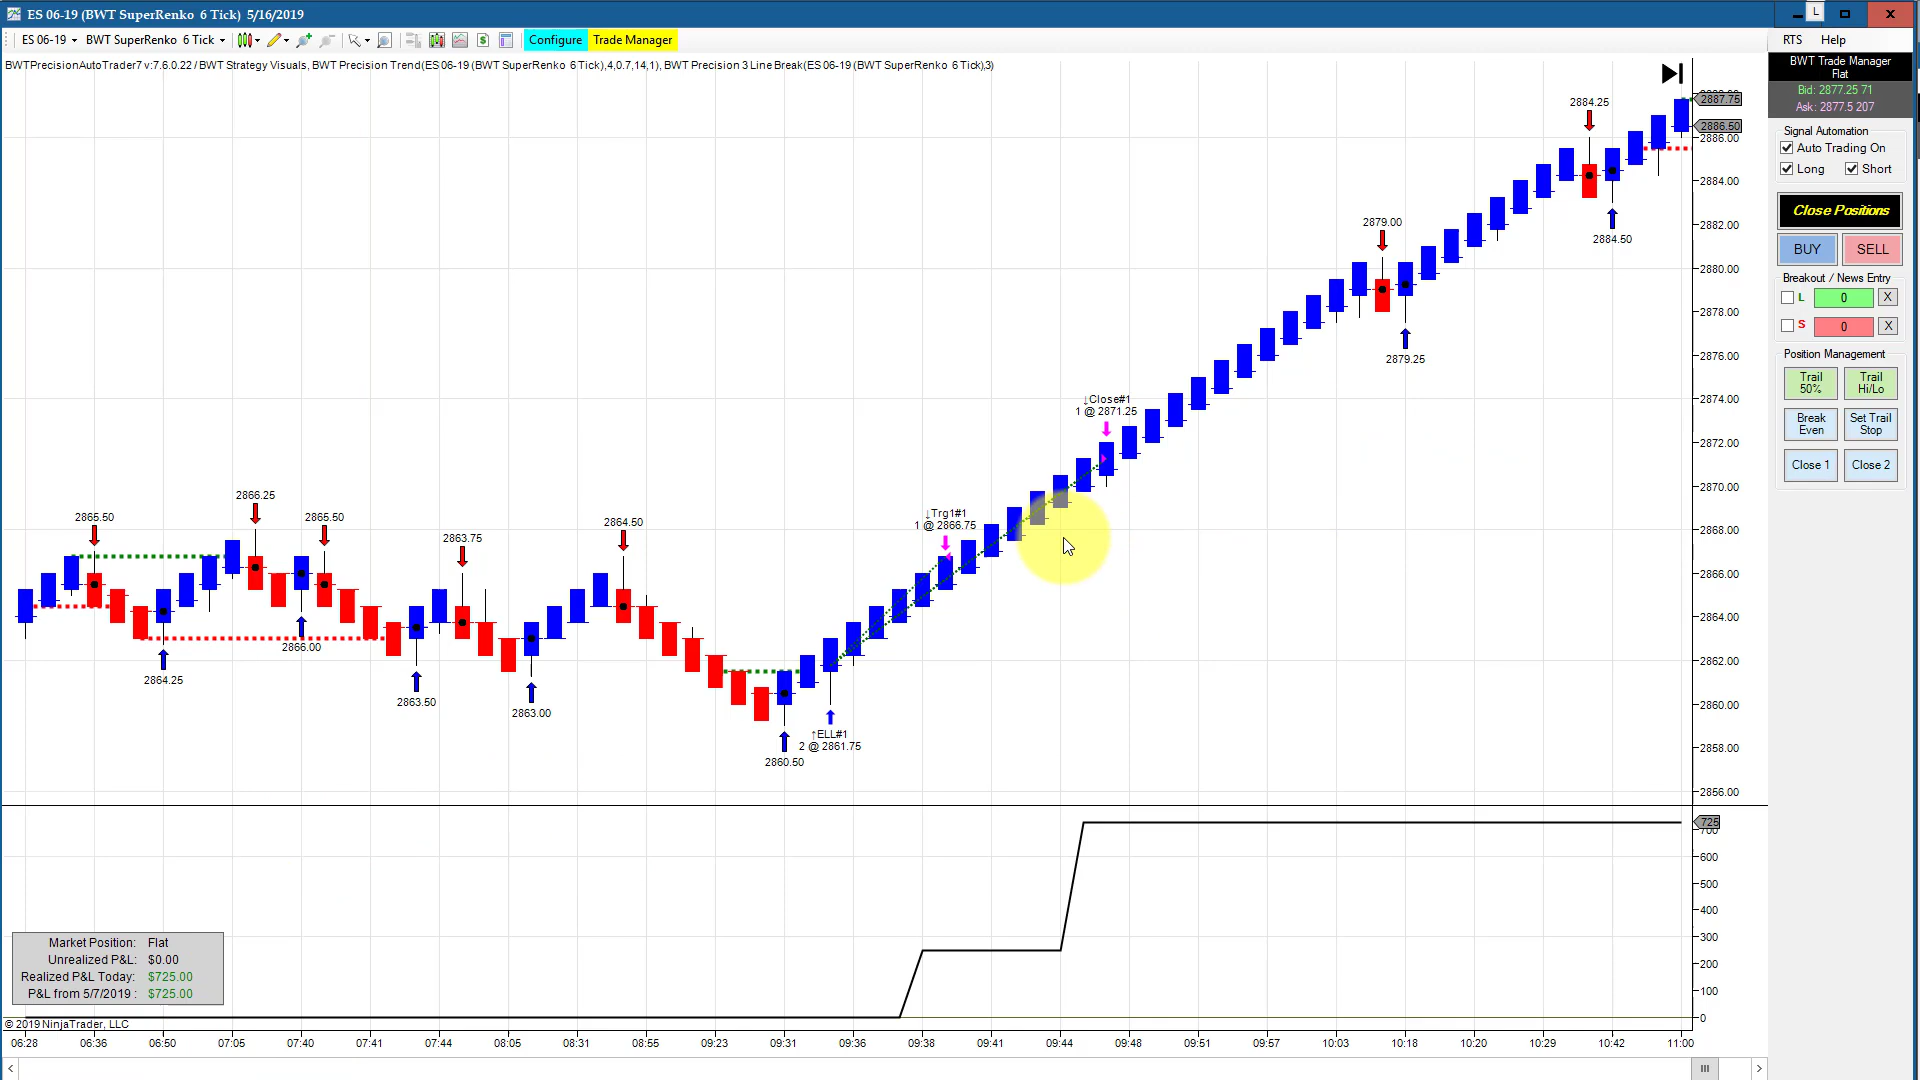 ES 06-19 (BWT SuperRenko  6 Tick)  5/16/2019
L
X
ES 06-19
BWT SuperRenko  6 Tick
$
Configure
Trade Manager
RTS
Help
BWTPrecisionAutoTrader7 v:7.6.0.22 / BWT Strategy Visuals, BWT Precision Trend(ES 06-19 (BWT SuperRenko  6 Tick),4,0.7,14,1), BWT Precision 3 Line Break(ES 06-19 (BWT SuperRenko  6 Tick),3)
BWT Trade Manager
Flat
Bid: 2877.25 71
Ask: 2877.5 207
Signal Automation
Auto Trading On
Long
Short
Close Positions
BUY
SELL
Breakout / News Entry
L
0
X
S
0
X
Position Management
Trail 50%
Trail Hi/Lo
Break Even
Set Trail Stop
Close 1
Close 2
2887.75
2886.50
2886.00
2884.00
2882.00
2880.00
2878.00
2876.00
2874.00
2872.00
2870.00
2868.00
2866.00
2864.00
2862.00
2860.00
2858.00
2856.00
2884.25
2884.50
2879.00
2879.25
↓Close#1
1 @ 2871.25
↓Trg1#1
1 @ 2866.75
2865.50
2866.25
2865.50
2863.75
2864.50
2866.00
2864.25
2863.50
2863.00
↑ELL#1
2 @ 2861.75
2860.50
725
700
600
500
400
300
200
100
0
Market Position: Flat
Unrealized P&L: $0.00
Realized P&L Today: $725.00
P&L from 5/7/2019 : $725.00
© 2019 NinjaTrader, LLC
06:28
06:36
06:50
07:05
07:40
07:41
07:44
08:05
08:31
08:55
09:23
09:31
09:36
09:38
09:41
09:44
09:48
09:51
09:57
10:03
10:18
10:20
10:29
10:42
11:00